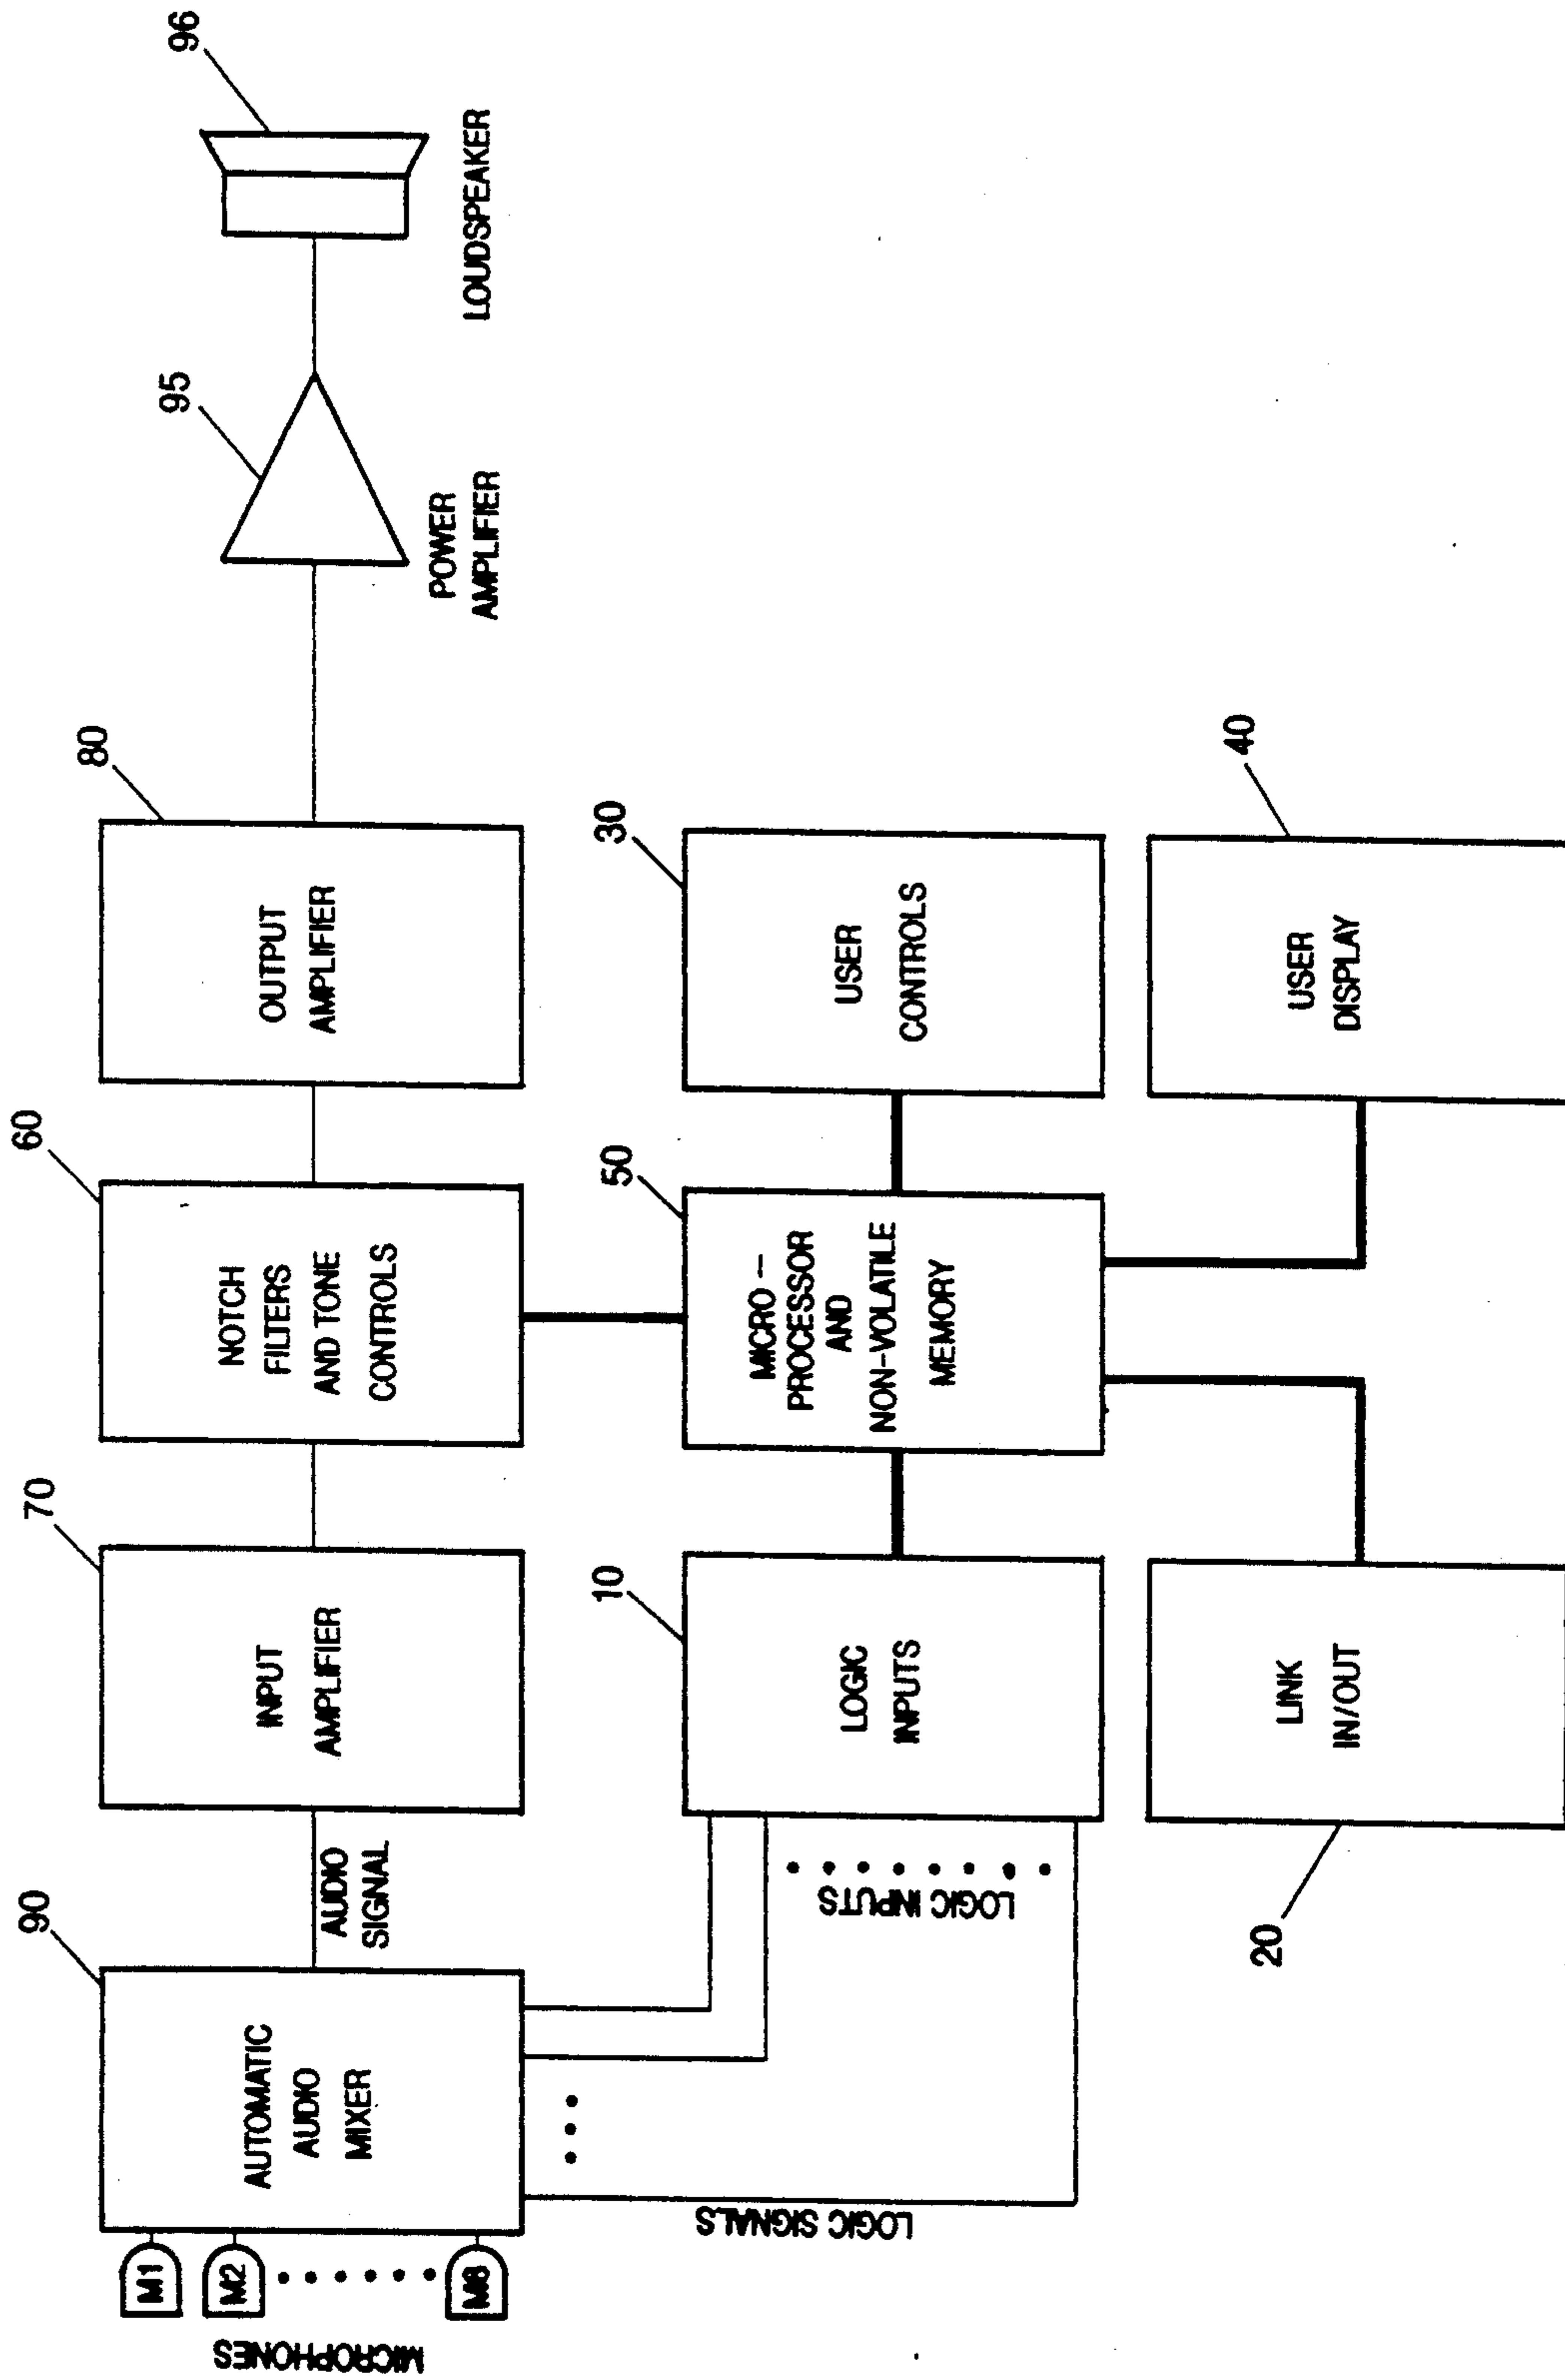 90
70
60
80
95
96
M1
M2
MICROPHONES
AUTOMATIC
AUDIO
MIXER
AUDIO
SIGNAL
INPUT
AMPLIFIER
NOTCH
FILTERS
AND TONE
CONTROLS
OUTPUT
AMPLIFIER
POWER
AMPLIFIER
LOUDSPEAKER
LOGIC SIGNALS
LOGIC INPUTS
10
LOGIC
INPUTS
50
MICRO –
PROCESSOR
AND
NON-VOLATILE
MEMORY
30
USER
CONTROLS
20
LINK
IN/OUT
40
USER
DISPLAY